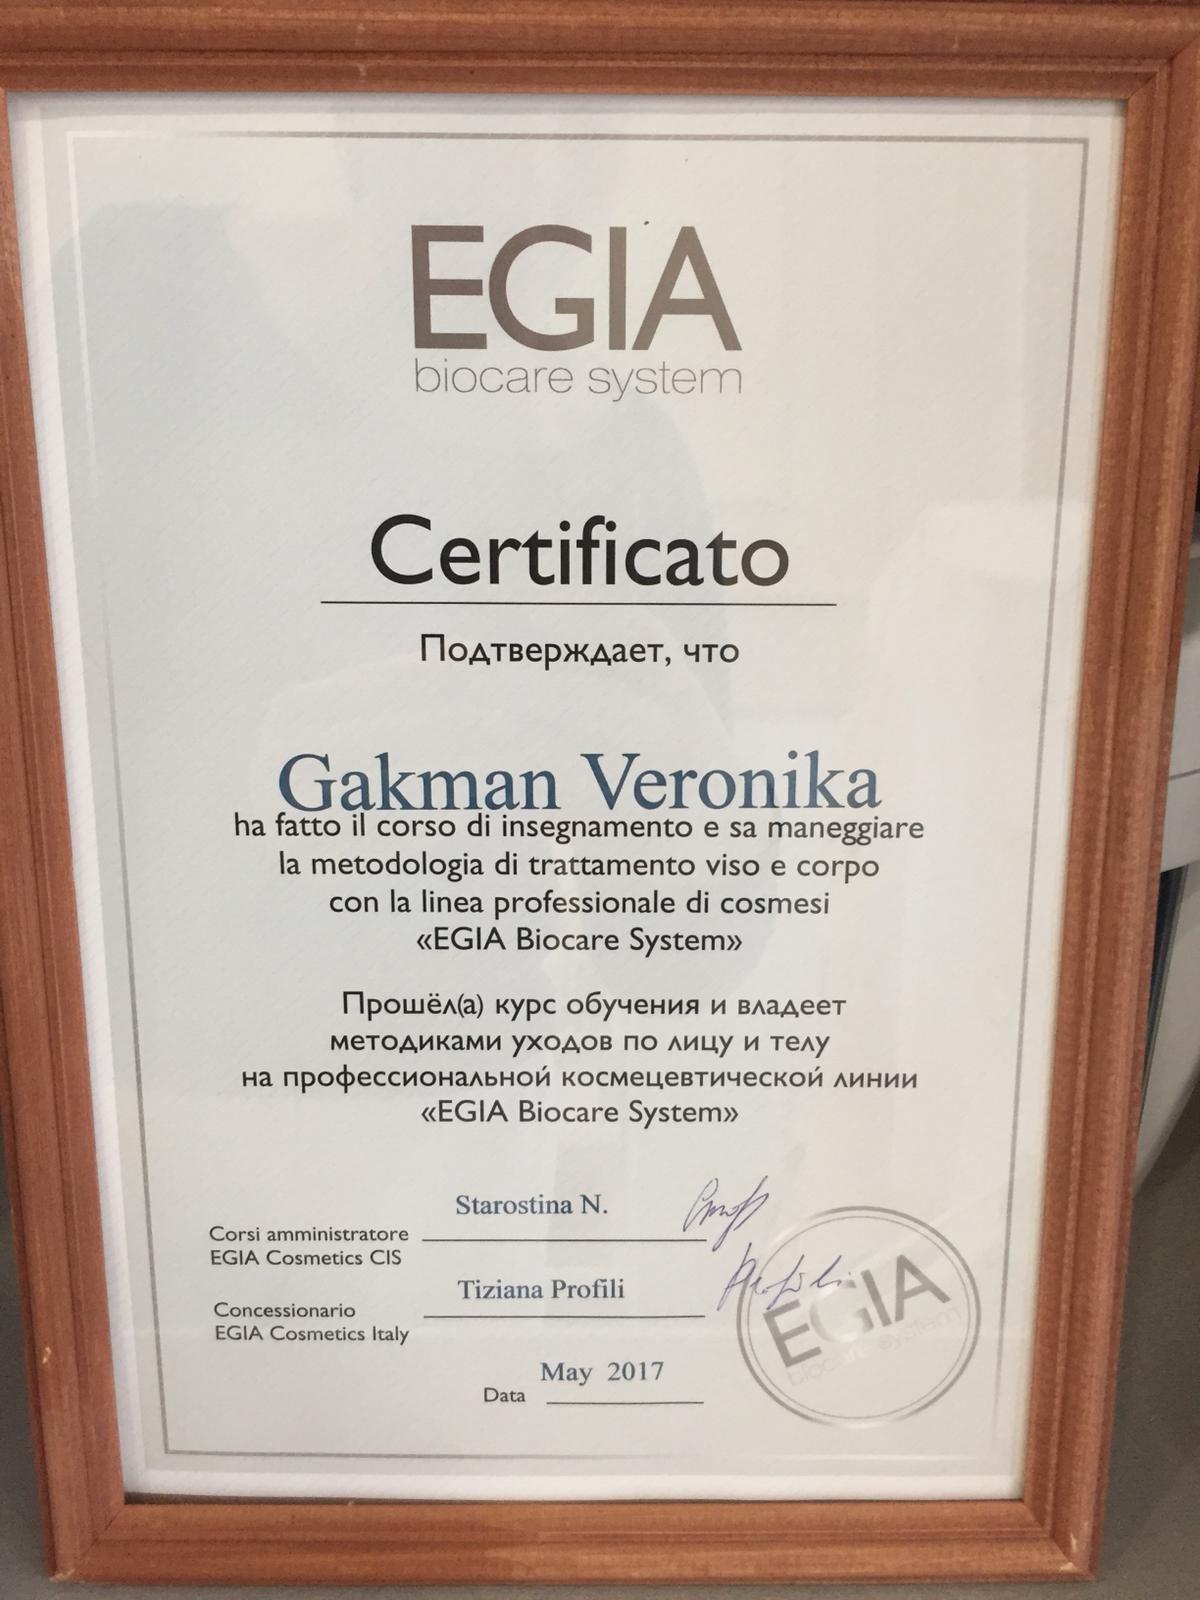 EGIA
biocare system
Certificato
Подтверждает, что
Gakman Veronika
ha fatto il corso di insegnamento e sa maneggiare
la metodologia di trattamento viso e corpo
con la linea professionale di cosmesi
«EGIA Biocare System»
Прошёл(а) курс обучения и владеет
методиками уходов по лицу и телу
на профессиональной космецевтической линии
«EGIA Biocare System»
Starostina N.
Corsi amministratore
EGIA Cosmetics CIS
Tiziana Profili
Concessionario
EGIA Cosmetics Italy
May 2017
Data
EGIA
biocare system